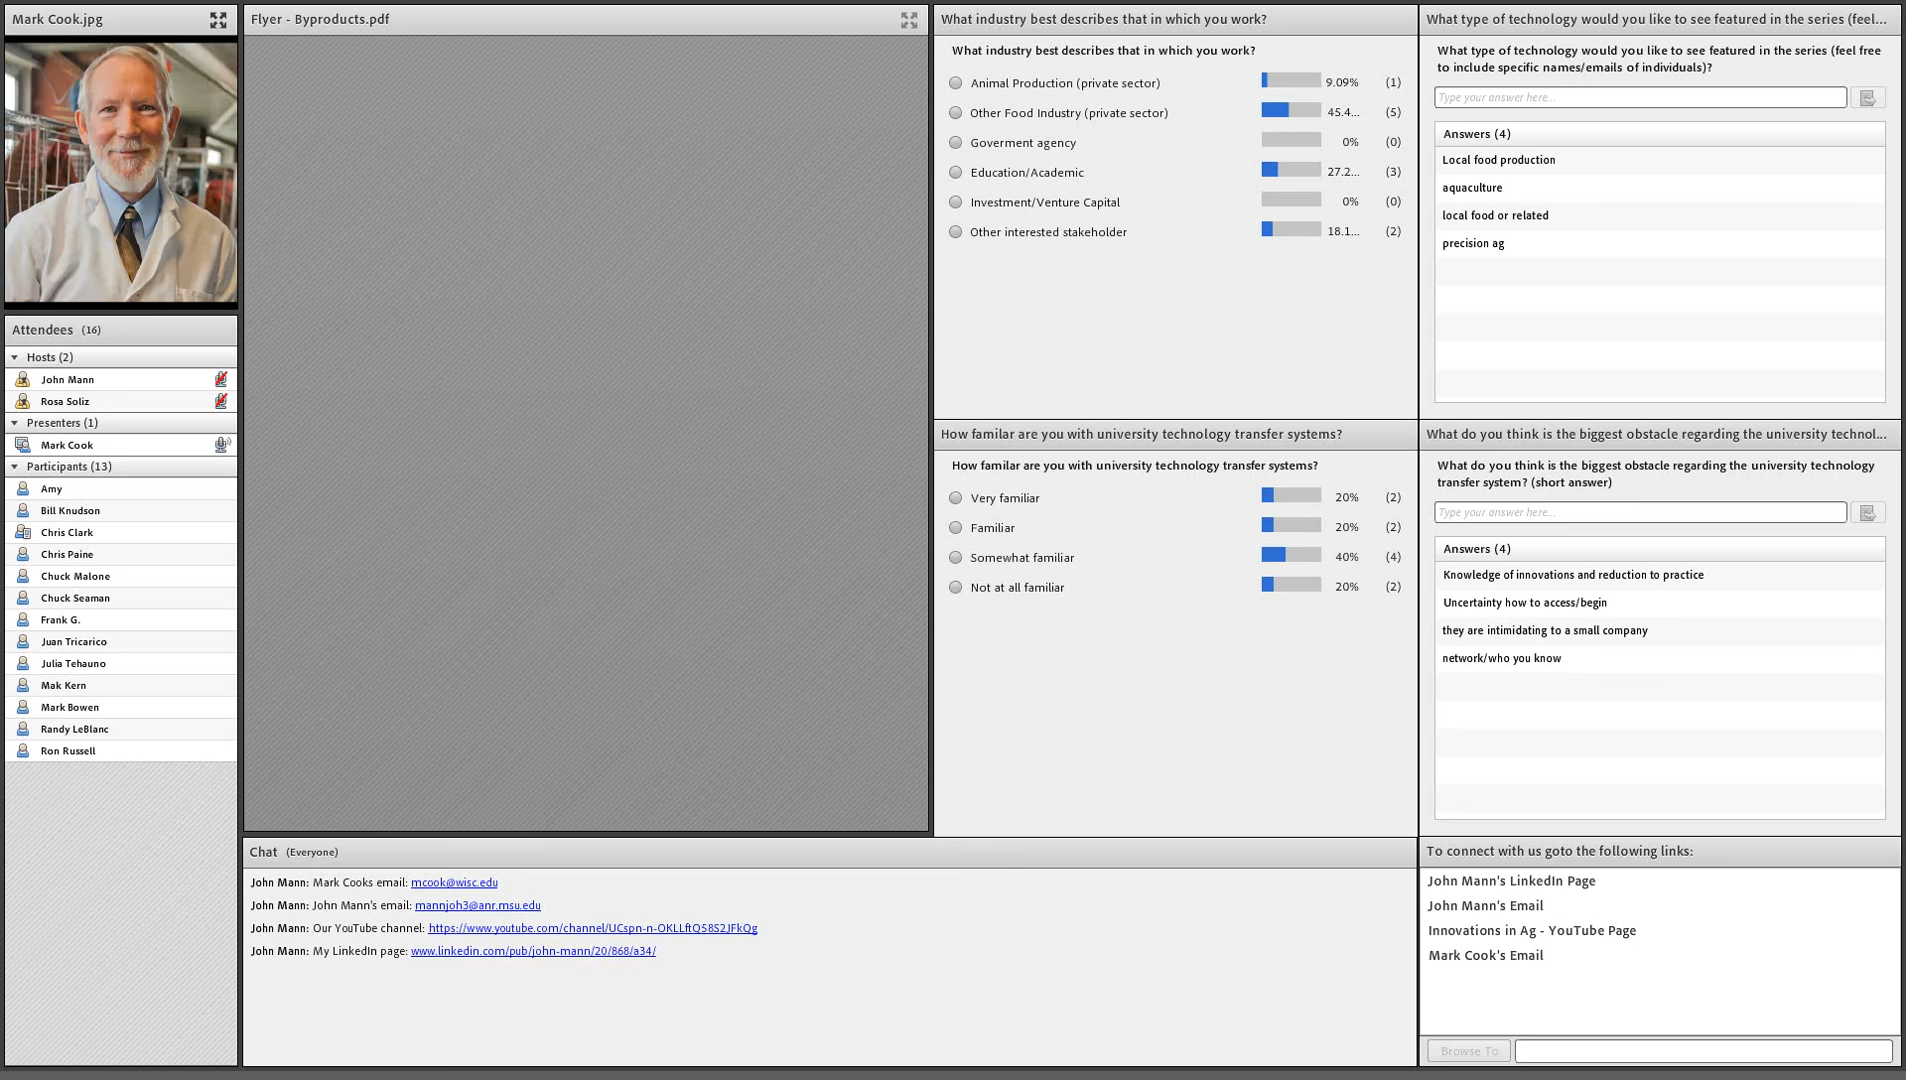 Mark Cook.jpg
Attendees (16)
Hosts (2)
John Mann
Rosa Soliz
Presenters (1)
Mark Cook
Participants (13)
Amy
Bill Knudson
Chris Clark
Chris Paine
Chuck Malone
Chuck Seaman
Frank G.
Juan Tricarico
Julia Tehauno
Mak Kern
Mark Bowen
Randy LeBlanc
Ron Russell
Flyer - Byproducts.pdf
What industry best describes that in which you work?
What industry best describes that in which you work?
Animal Production (private sector) 9.09% (1)
Other Food Industry (private sector) 45.4... (5)
Goverment agency 0% (0)
Education/Academic 27.2... (3)
Investment/Venture Capital 0% (0)
Other interested stakeholder 18.1... (2)
What type of technology would you like to see featured in the series (feel...
What type of technology would you like to see featured in the series (feel free
to include specific names/emails of individuals)?
Type your answer here...
Answers (4)
Local food production
aquaculture
local food or related
precision ag
How familar are you with university technology transfer systems?
How familar are you with university technology transfer systems?
Very familiar 20% (2)
Familiar 20% (2)
Somewhat familiar 40% (4)
Not at all familiar 20% (2)
What do you think is the biggest obstacle regarding the university technol...
What do you think is the biggest obstacle regarding the university technology
transfer system? (short answer)
Type your answer here...
Answers (4)
Knowledge of innovations and reduction to practice
Uncertainty how to access/begin
they are intimidating to a small company
network/who you know
Chat (Everyone)
John Mann: Mark Cooks email: mcook@wisc.edu
John Mann: John Mann's email: mannjoh3@anr.msu.edu
John Mann: Our YouTube channel: https://www.youtube.com/channel/UCspn-n-OKLLftQ58S2JFkQg
John Mann: My LinkedIn page: www.linkedin.com/pub/john-mann/20/868/a34/
To connect with us goto the following links:
John Mann's LinkedIn Page
John Mann's Email
Innovations in Ag - YouTube Page
Mark Cook's Email
Browse To